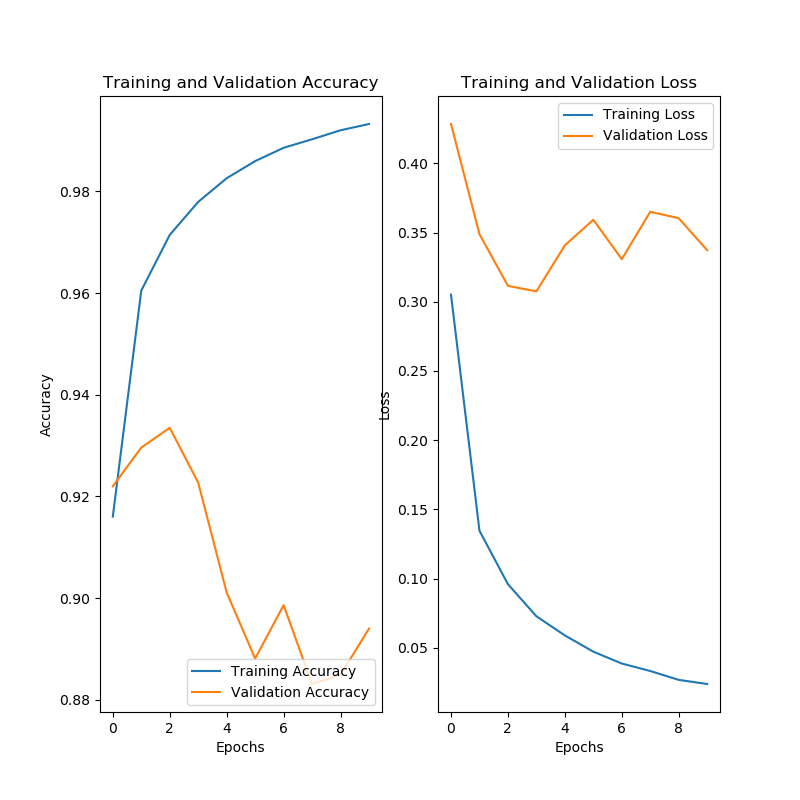 Training and Validation Accuracy
0.98
0.96
0.94
0.92
0.90
0.88
Accuracy
0 2 4 6 8
Epochs
Training Accuracy
Validation Accuracy
Training and Validation Loss
0.40
0.35
0.30
0.25
0.20
0.15
0.10
0.05
Loss
0 2 4 6 8
Epochs
Training Loss
Validation Loss